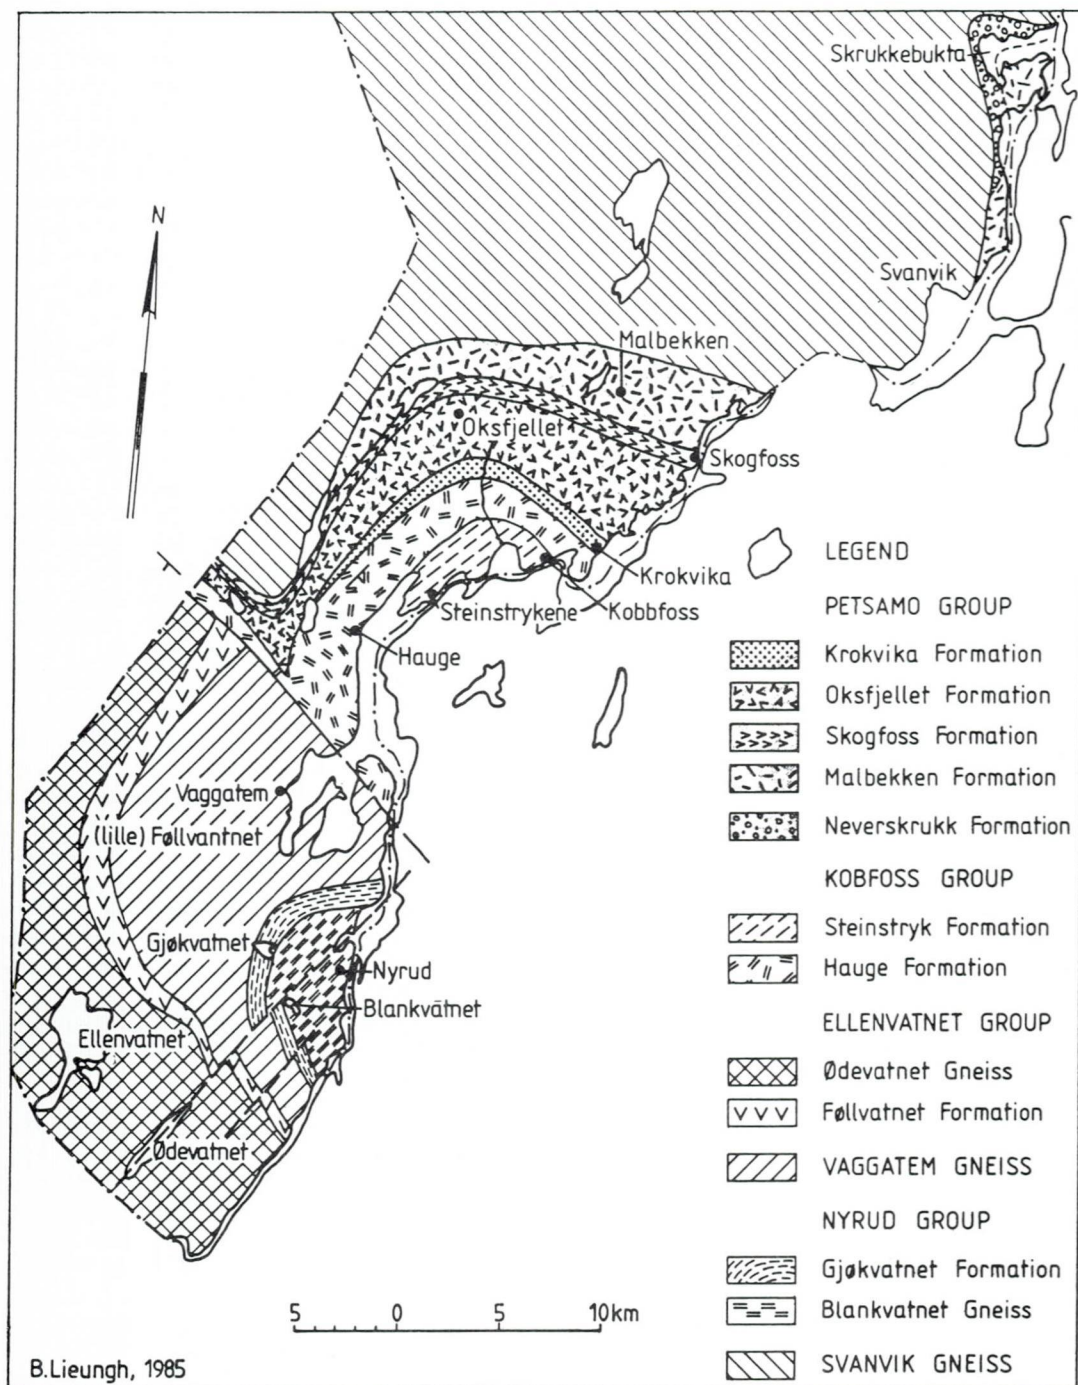 Skrukkebukta
N
Svanvik
Malbekken
Oksfjellet
Skogfoss
Krokvika
Steinstrykene
Kobbfoss
Hauge
Vaggatem
(lille) Føllvantnet
Gjøkvatnet
Nyrud
Blankvåtnet
Ellenvatnet
Ødevatnet
LEGEND
PETSAMO GROUP
Krokvika Formation
Oksfjellet Formation
Skogfoss Formation
Malbekken Formation
Neverskrukk Formation
KOBFOSS GROUP
Steinstryk Formation
Hauge Formation
ELLENVATNET GROUP
Ødevatnet Gneiss
Føllvatnet Formation
VAGGATEM GNEISS
NYRUD GROUP
Gjøkvatnet Formation
Blankvatnet Gneiss
SVANVIK GNEISS
5 0 5 10km
B.Lieungh, 1985